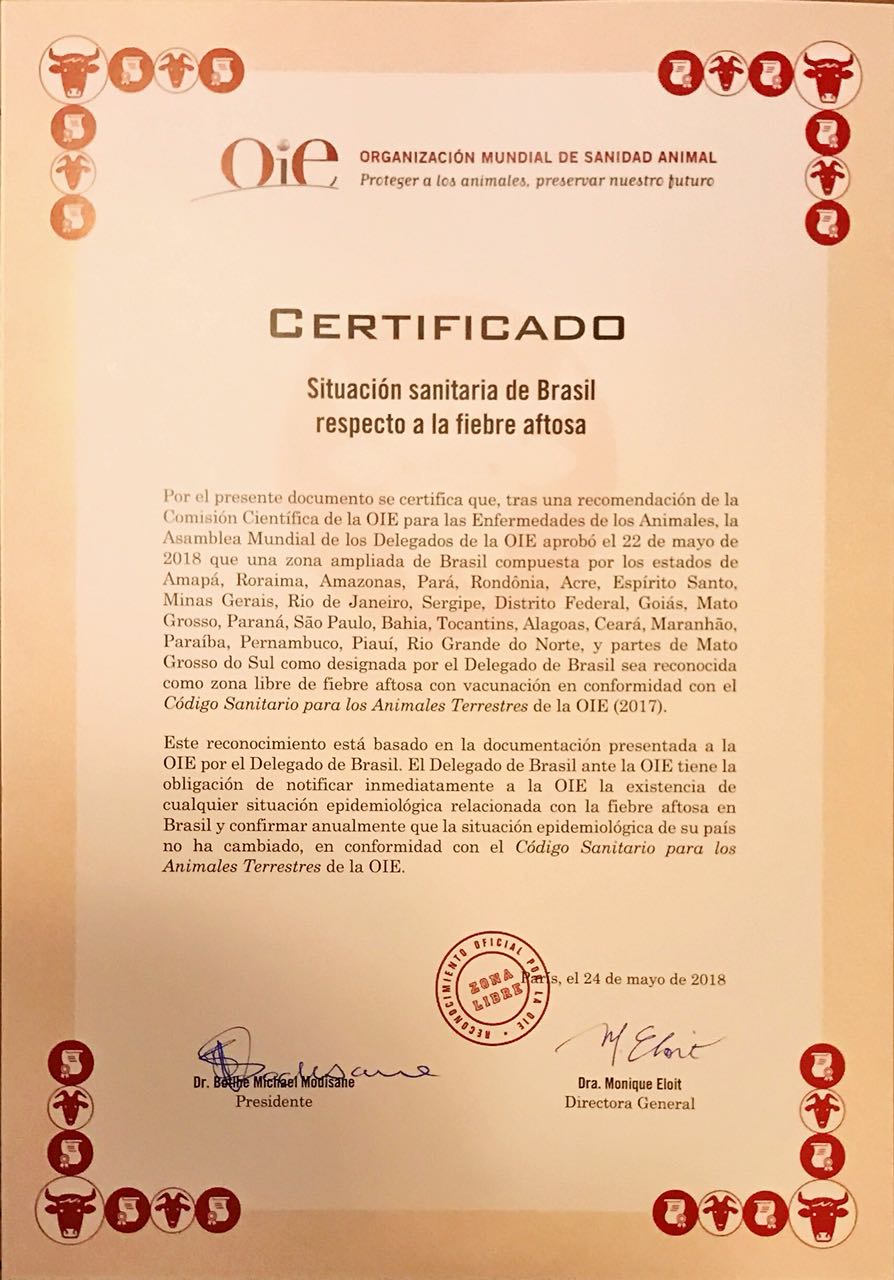 OiE
ORGANIZACIÓN MUNDIAL DE SANIDAD ANIMAL
Proteger a los animales, preservar nuestro futuro
CERTIFICADO
Situación sanitaria de Brasil
respecto a la fiebre aftosa
Por el presente documento se certifica que, tras una recomendación de la
Comisión Científica de la OIE para las Enfermedades de los Animales, la
Asamblea Mundial de los Delegados de la OIE aprobó el 22 de mayo de
2018 que una zona ampliada de Brasil compuesta por los estados de
Amapá, Roraima, Amazonas, Pará, Rondônia, Acre, Espírito Santo,
Minas Gerais, Rio de Janeiro, Sergipe, Distrito Federal, Goiás, Mato
Grosso, Paraná, São Paulo, Bahia, Tocantins, Alagoas, Ceará, Maranhão,
Paraíba, Pernambuco, Piauí, Rio Grande do Norte, y partes de Mato
Grosso do Sul como designada por el Delegado de Brasil sea reconocida
como zona libre de fiebre aftosa con vacunación en conformidad con el
Código Sanitario para los Animales Terrestres de la OIE (2017).
Este reconocimiento está basado en la documentación presentada a la
OIE por el Delegado de Brasil. El Delegado de Brasil ante la OIE tiene la
obligación de notificar inmediatamente a la OIE la existencia de
cualquier situación epidemiológica relacionada con la fiebre aftosa en
Brasil y confirmar anualmente que la situación epidemiológica de su país
no ha cambiado, en conformidad con el Código Sanitario para los
Animales Terrestres de la OIE.
RECONOCIMIENTO OFICIAL POR LA OIE
ZONA
LIBRE
París, el 24 de mayo de 2018
M. Eloit
Dr. Botlhe Michael Modisane
Presidente
Dra. Monique Eloit
Directora General